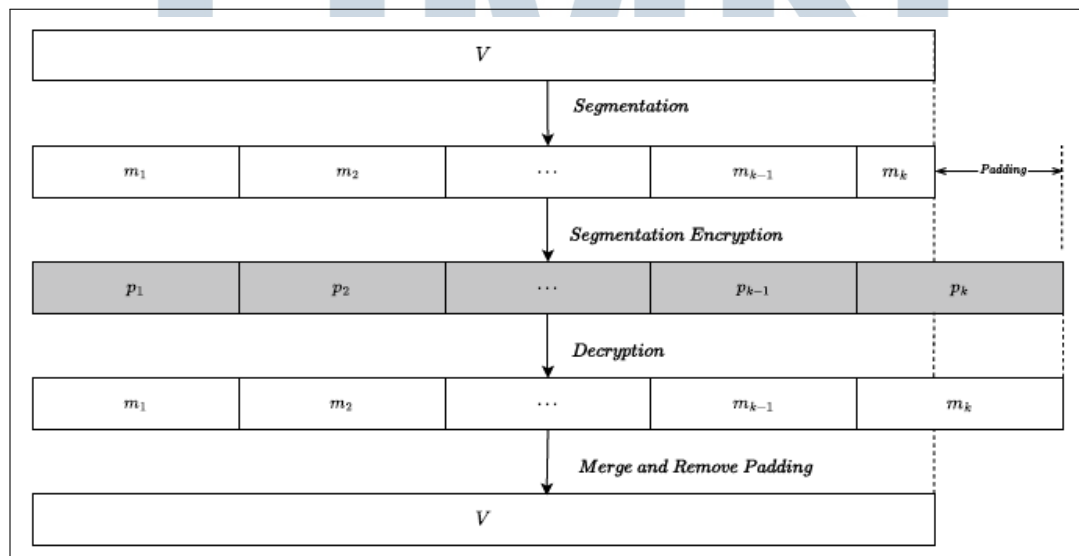 V
Segmentation
m₁ m₂ ⋯ mₖ₋₁ mₖ Padding
Segmentation Encryption
p₁ p₂ ⋯ pₖ₋₁ pₖ
Decryption
m₁ m₂ ⋯ mₖ₋₁ mₖ
Merge and Remove Padding
V